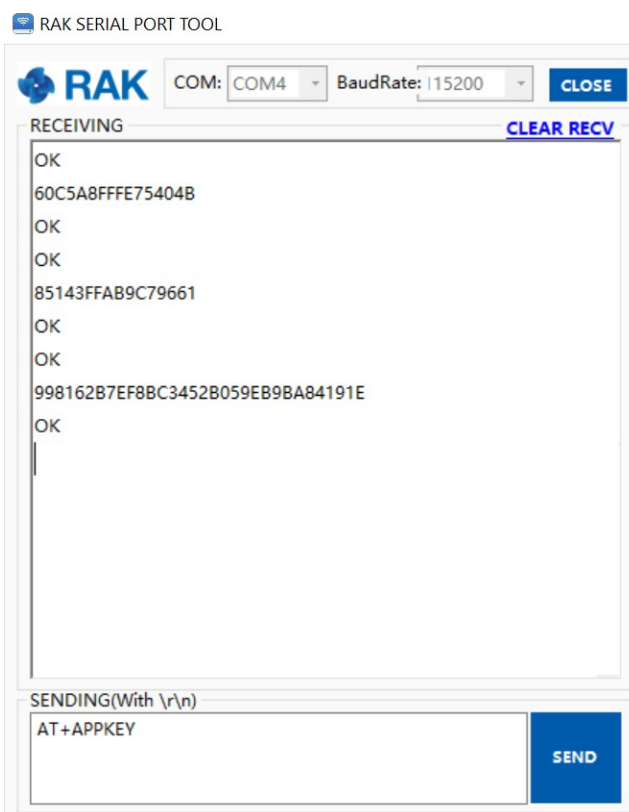 RAK SERIAL PORT TOOL
RAK COM: COM4 BaudRate: 115200 CLOSE
RECEIVING CLEAR RECV
OK
60C5A8FFFE75404B
OK
OK
85143FFAB9C79661
OK
OK
998162B7EF8BC3452B059EB9BA84191E
OK
SENDING(With \r\n)
AT+APPKEY
SEND